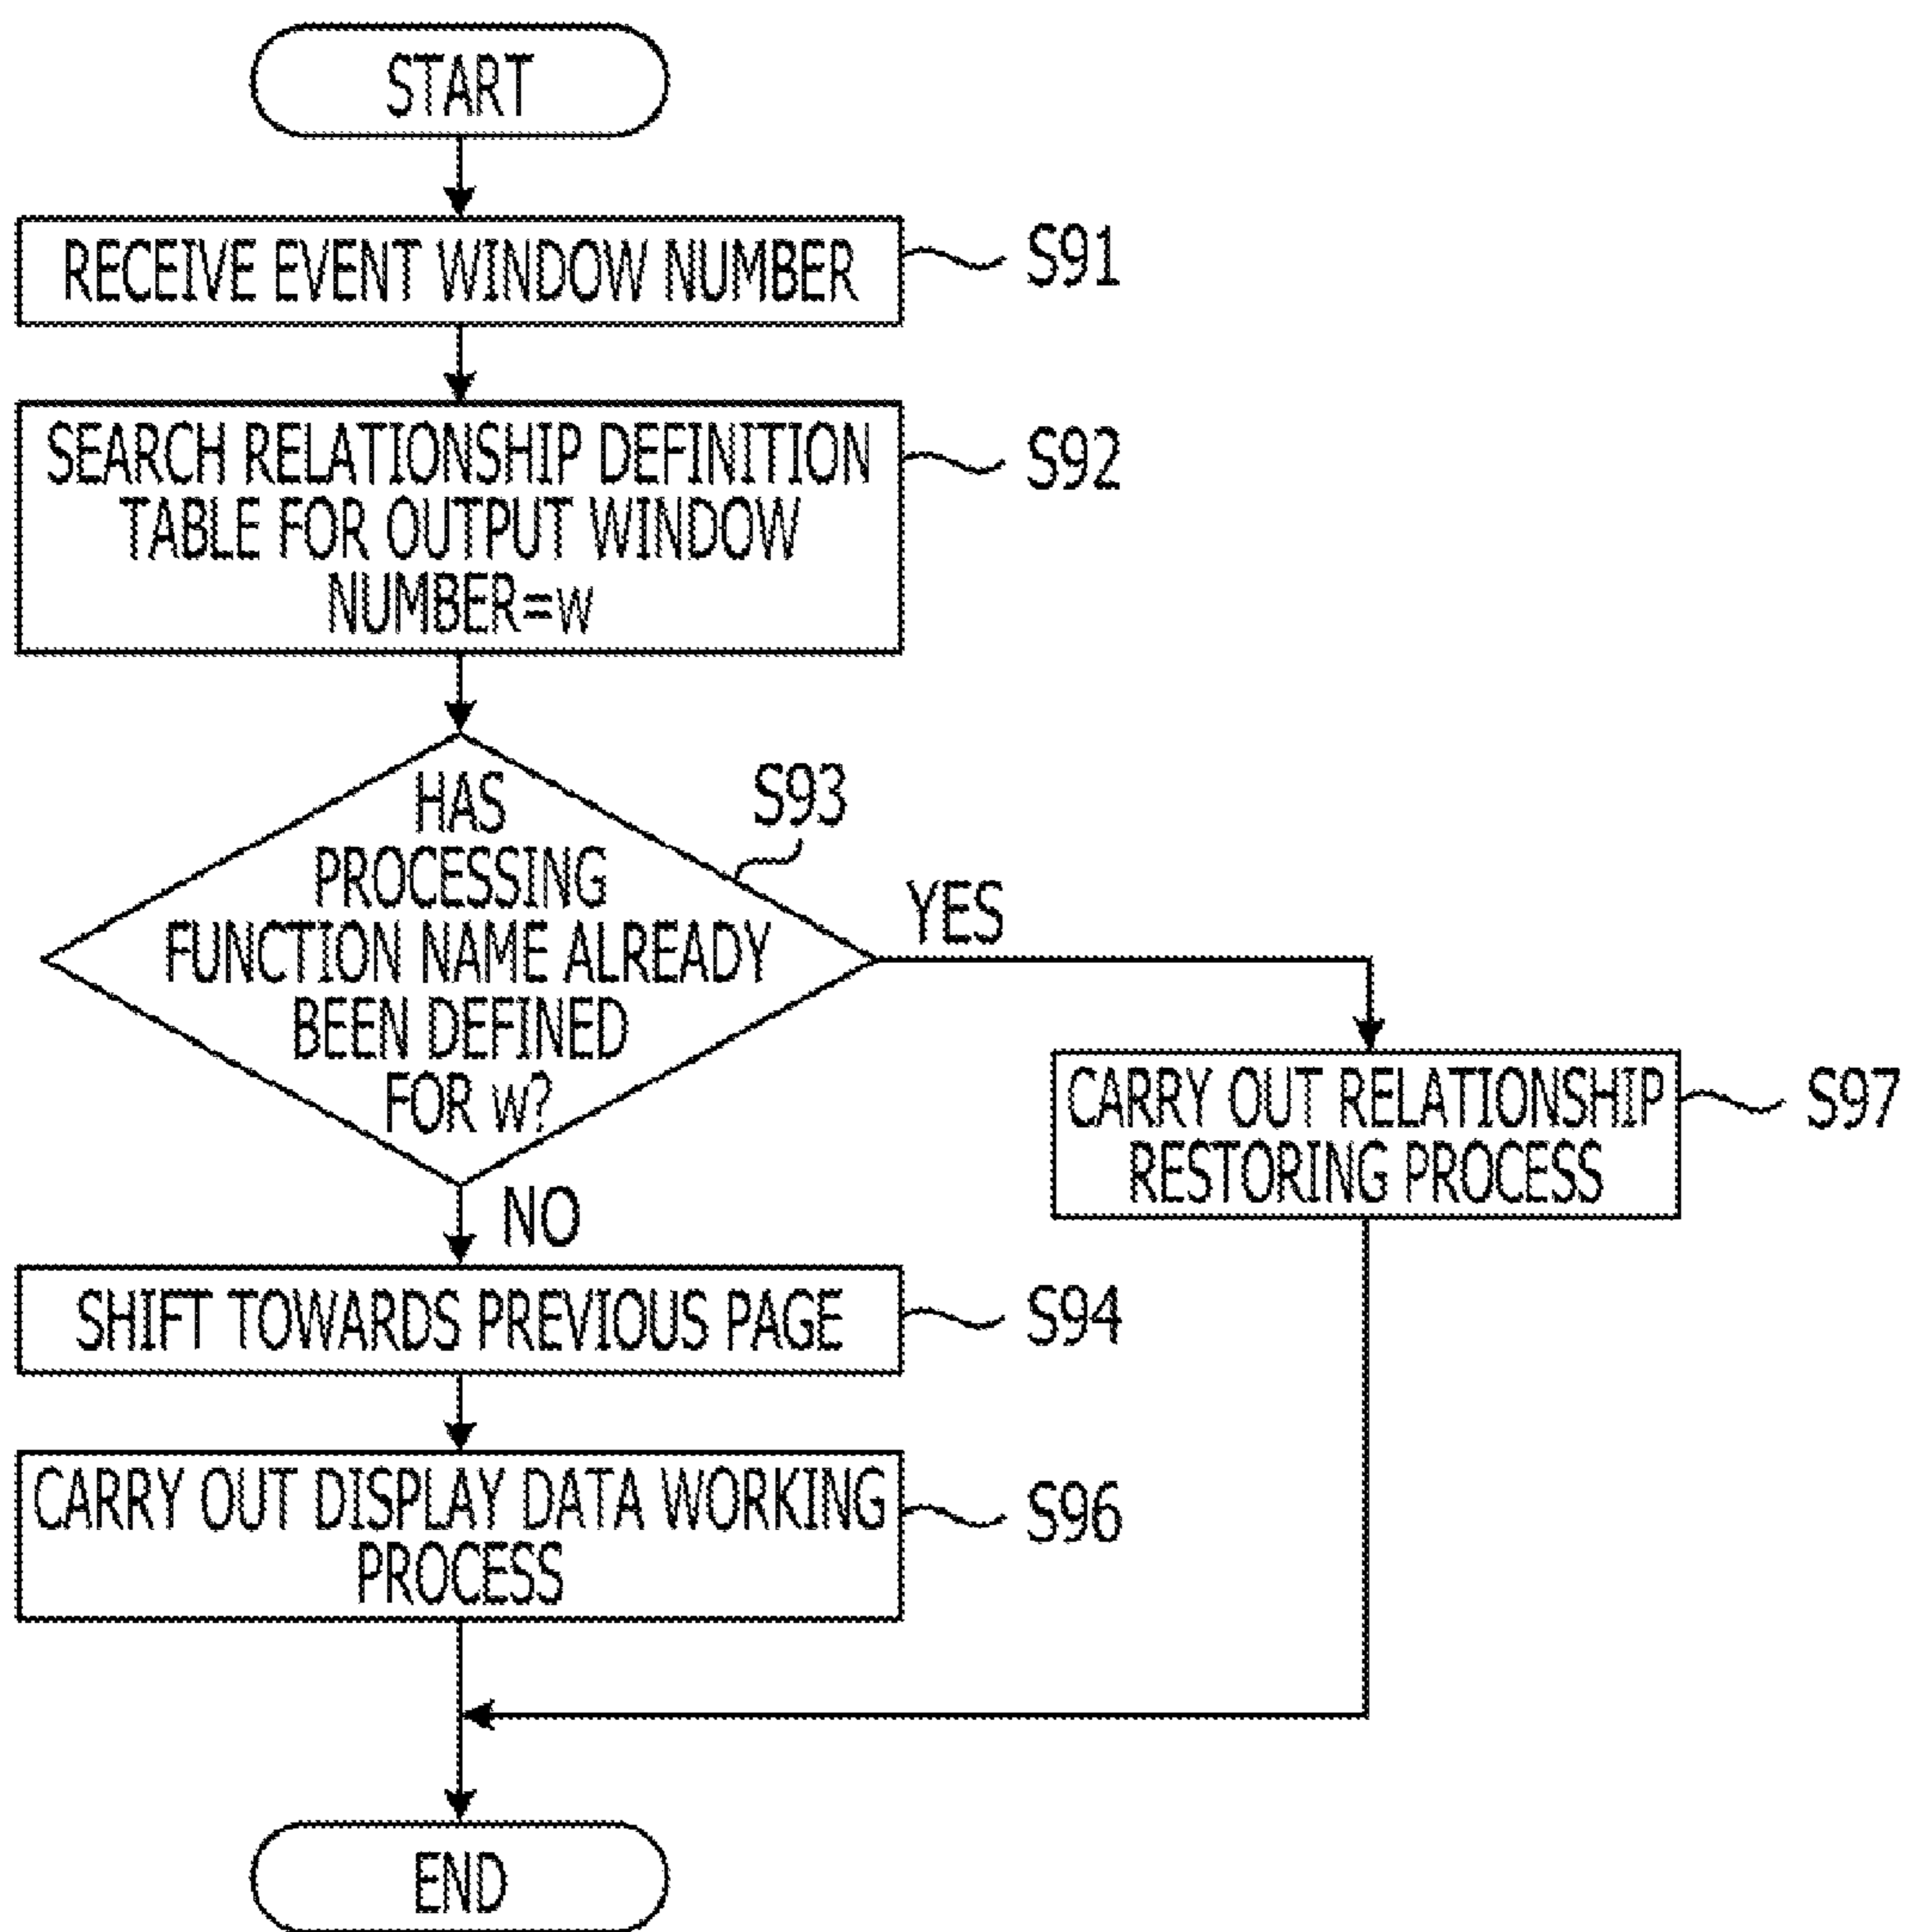 START
RECEIVE EVENT WINDOW NUMBER
S91
SEARCH RELATIONSHIP DEFINITION
TABLE FOR OUTPUT WINDOW
NUMBER=w
S92
HAS
PROCESSING
FUNCTION NAME ALREADY
BEEN DEFINED
FOR w?
S93
YES
CARRY OUT RELATIONSHIP
RESTORING PROCESS
S97
NO
SHIFT TOWARDS PREVIOUS PAGE
S94
CARRY OUT DISPLAY DATA WORKING
PROCESS
S96
END